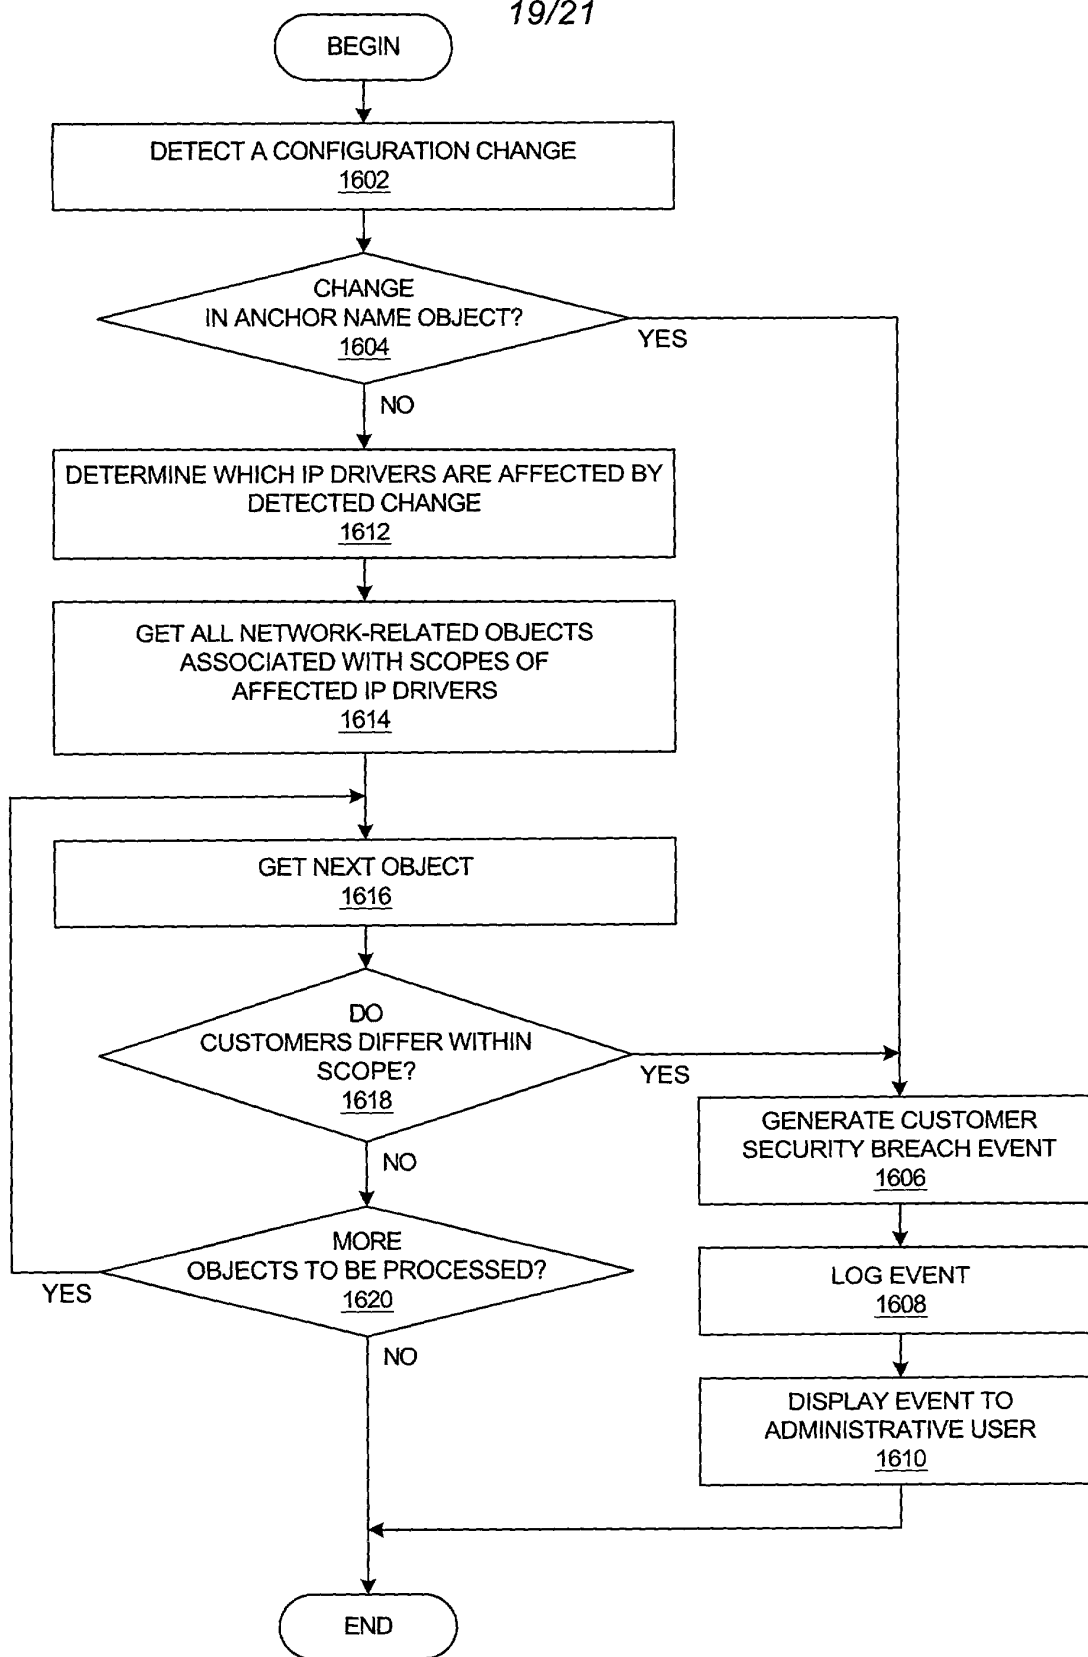 19/21
BEGIN
DETECT A CONFIGURATION CHANGE
1602
CHANGE
IN ANCHOR NAME OBJECT?
1604
YES
NO
DETERMINE WHICH IP DRIVERS ARE AFFECTED BY
DETECTED CHANGE
1612
GET ALL NETWORK-RELATED OBJECTS
ASSOCIATED WITH SCOPES OF
AFFECTED IP DRIVERS
1614
GET NEXT OBJECT
1616
DO
CUSTOMERS DIFFER WITHIN
SCOPE?
1618
YES
NO
GENERATE CUSTOMER
SECURITY BREACH EVENT
1606
MORE
OBJECTS TO BE PROCESSED?
1620
YES
NO
LOG EVENT
1608
DISPLAY EVENT TO
ADMINISTRATIVE USER
1610
END